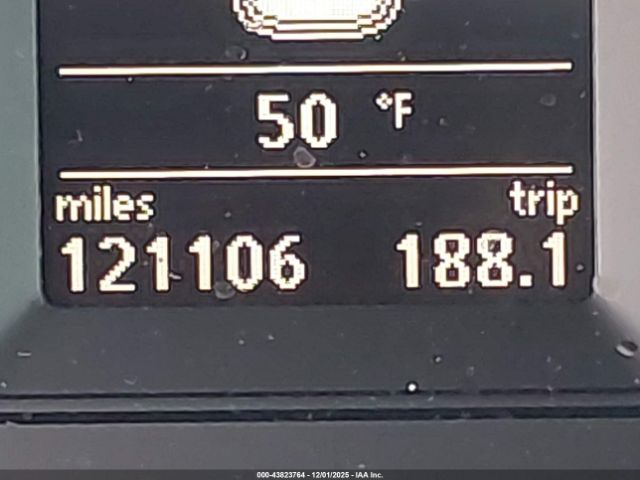 50 °F
miles trip
121106 188.1
000-43823764 - 12/01/2025 - IAA Inc.